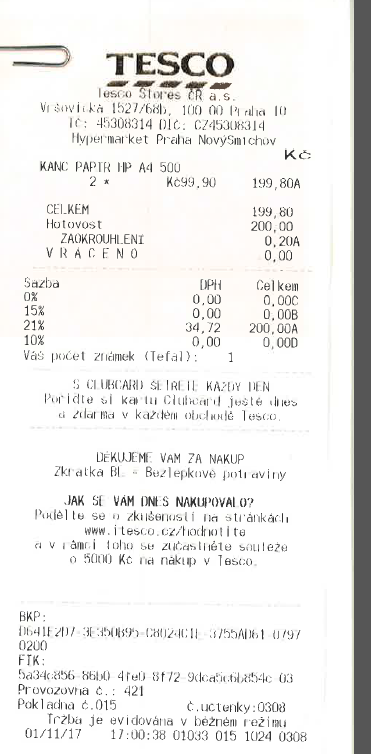 TESCO
Tesco Stores ČR a.s.
Vršovická 1527/68b, 100 00 Praha 10
IČ: 45308314 DIČ: CZ45308314
Hypermarket Praha NovýSmíchov
Kč
KANC PAPIR HP A4 500
2 * Kč99,90 199,80A
CELKEM 199,80
Hotovost 200,00
ZAOKROUHLENI 0,20A
V R A C E N O 0,00
Sazba DPH Celkem
0% 0,00 0,00C
15% 0,00 0,00B
21% 34,72 200,00A
10% 0,00 0,00D
Váš počet známek (Tefal): 1
S CLUBCARD ŠETŘETE KAŽDÝ DEN
Pořiďte si kartu Clubcard ještě dnes
a zdarma v každém obchodě Tesco.
DĚKUJEME VÁM ZA NÁKUP
Zkratka BL = Bezlepkové potraviny
JAK SE VÁM DNES NAKUPOVALO?
Podělte se o zkušenosti na stránkách
www.itesco.cz/hodnotite
a v rámci toho se zúčastněte soutěže
o 5000 Kč na nákup v Tesco.
BKP:
0641E2D7-3E350B95-C8024C1E-3755AD61-0797
0200
FIK:
5a34c856-86b0-4fe0-8f72-9dca5c6b854c-03
Provozovna č.: 421
Pokladna č.015 č.uctenky:0308
Tržba je evidována v běžném režimu
01/11/17 17:00:38 01033 015 1024 0308